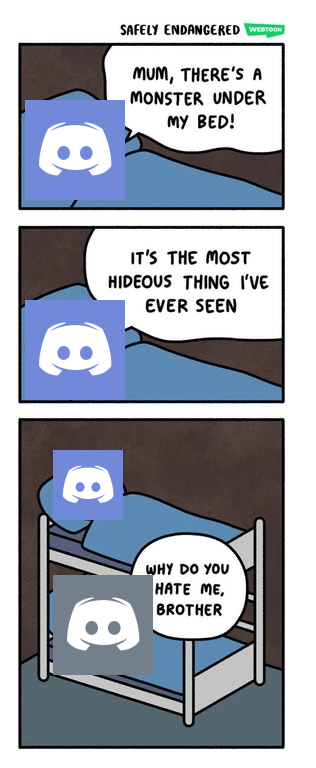 SAFELY ENDANGERED WEBTOON
MUM, THERE'S A
MONSTER UNDER
MY BED!
IT'S THE MOST
HIDEOUS THING I'VE
EVER SEEN
WHY DO YOU
HATE ME,
BROTHER